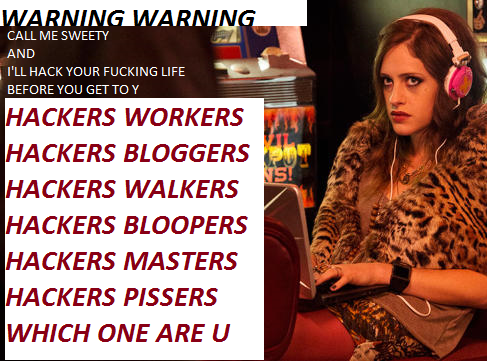 WARNING WARNING
CALL ME SWEETY
AND
I'LL HACK YOUR FUCKING LIFE
BEFORE YOU GET TO Y
HACKERS WORKERS
HACKERS BLOGGERS
HACKERS WALKERS
HACKERS BLOOPERS
HACKERS MASTERS
HACKERS PISSERS
WHICH ONE ARE U